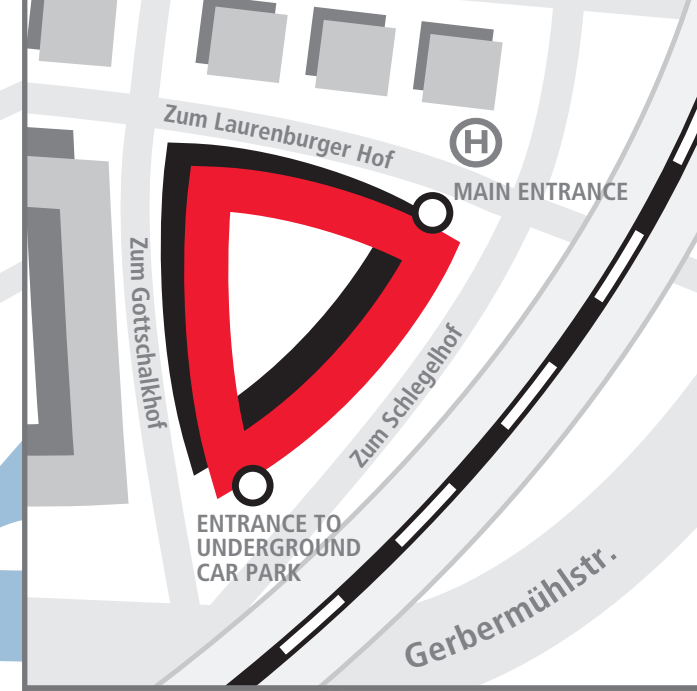 Zum Laurenburger Hof
H
MAIN ENTRANCE
Zum Gottschalkhof
Zum Schlegelhof
ENTRANCE TO
UNDERGROUND
CAR PARK
Gerbermühlstr.